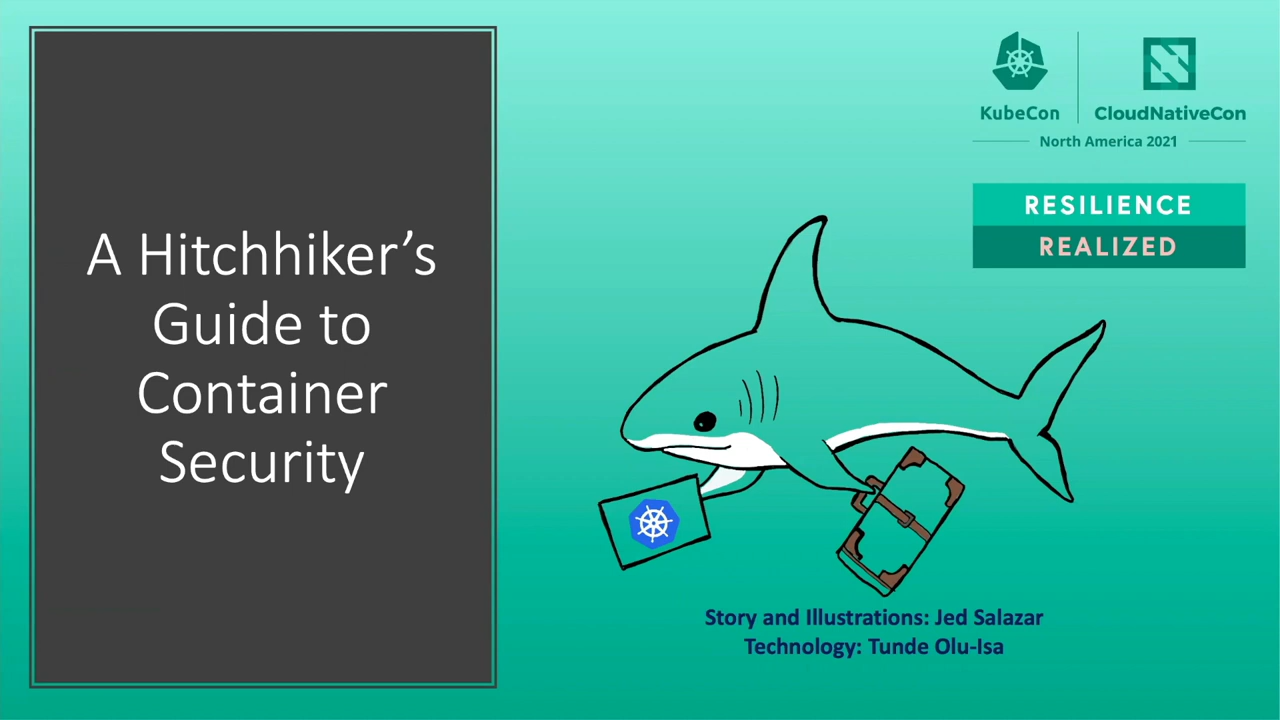 A Hitchhiker’s
Guide to
Container
Security
KubeCon
CloudNativeCon
North America 2021
RESILIENCE
REALIZED
Story and Illustrations: Jed Salazar
Technology: Tunde Olu-Isa